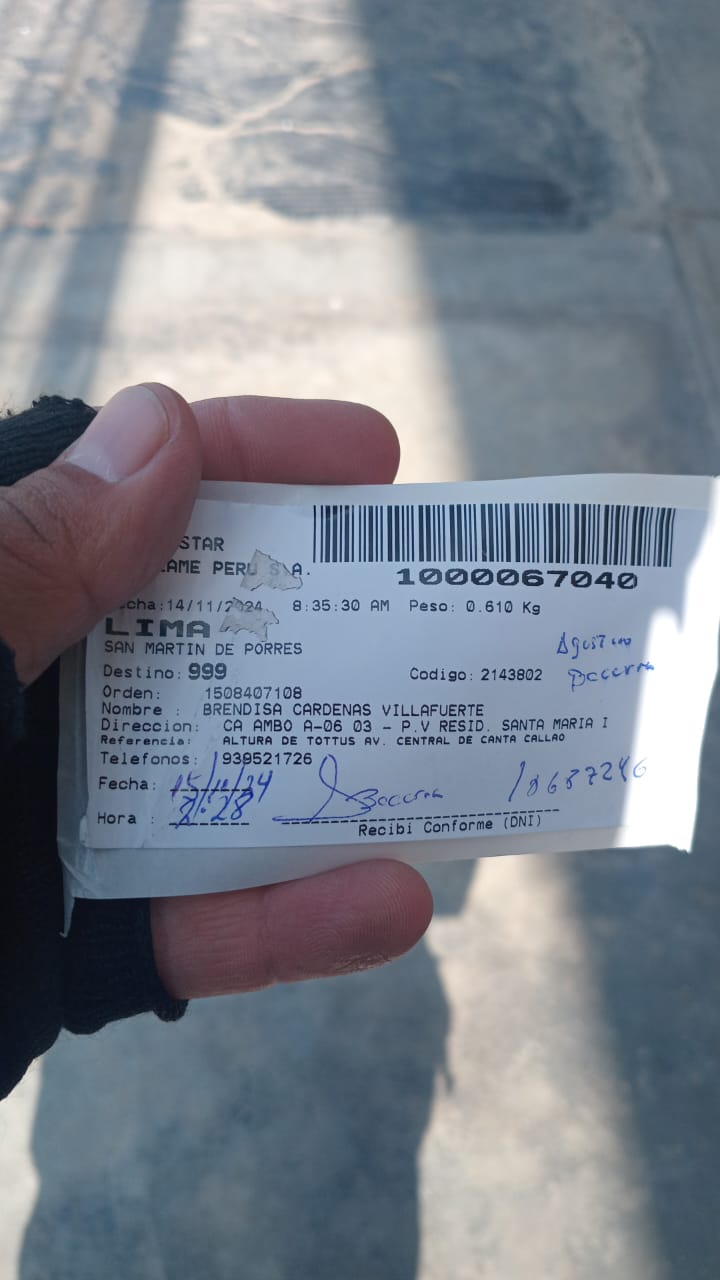 STAR
AME PERU S.A.
1000067040
cha:14/11/2024 8:35:30 AM Peso: 0.610 Kg
LIMA
SAN MARTIN DE PORRES
Agustin
Destino: 999 Codigo: 2143802 Becerra
Orden: 1508407108
Nombre : BRENDISA CARDENAS VILLAFUERTE
Direccion: CA AMBO A-06 03 - P.V RESID. SANTA MARIA I
Referencia: ALTURA DE TOTTUS AV. CENTRAL DE CANTA CALLAO
Telefonos: 939521726
Fecha: 15/11/24 Becerra 10687246
Hora :
Recibi Conforme (DNI)